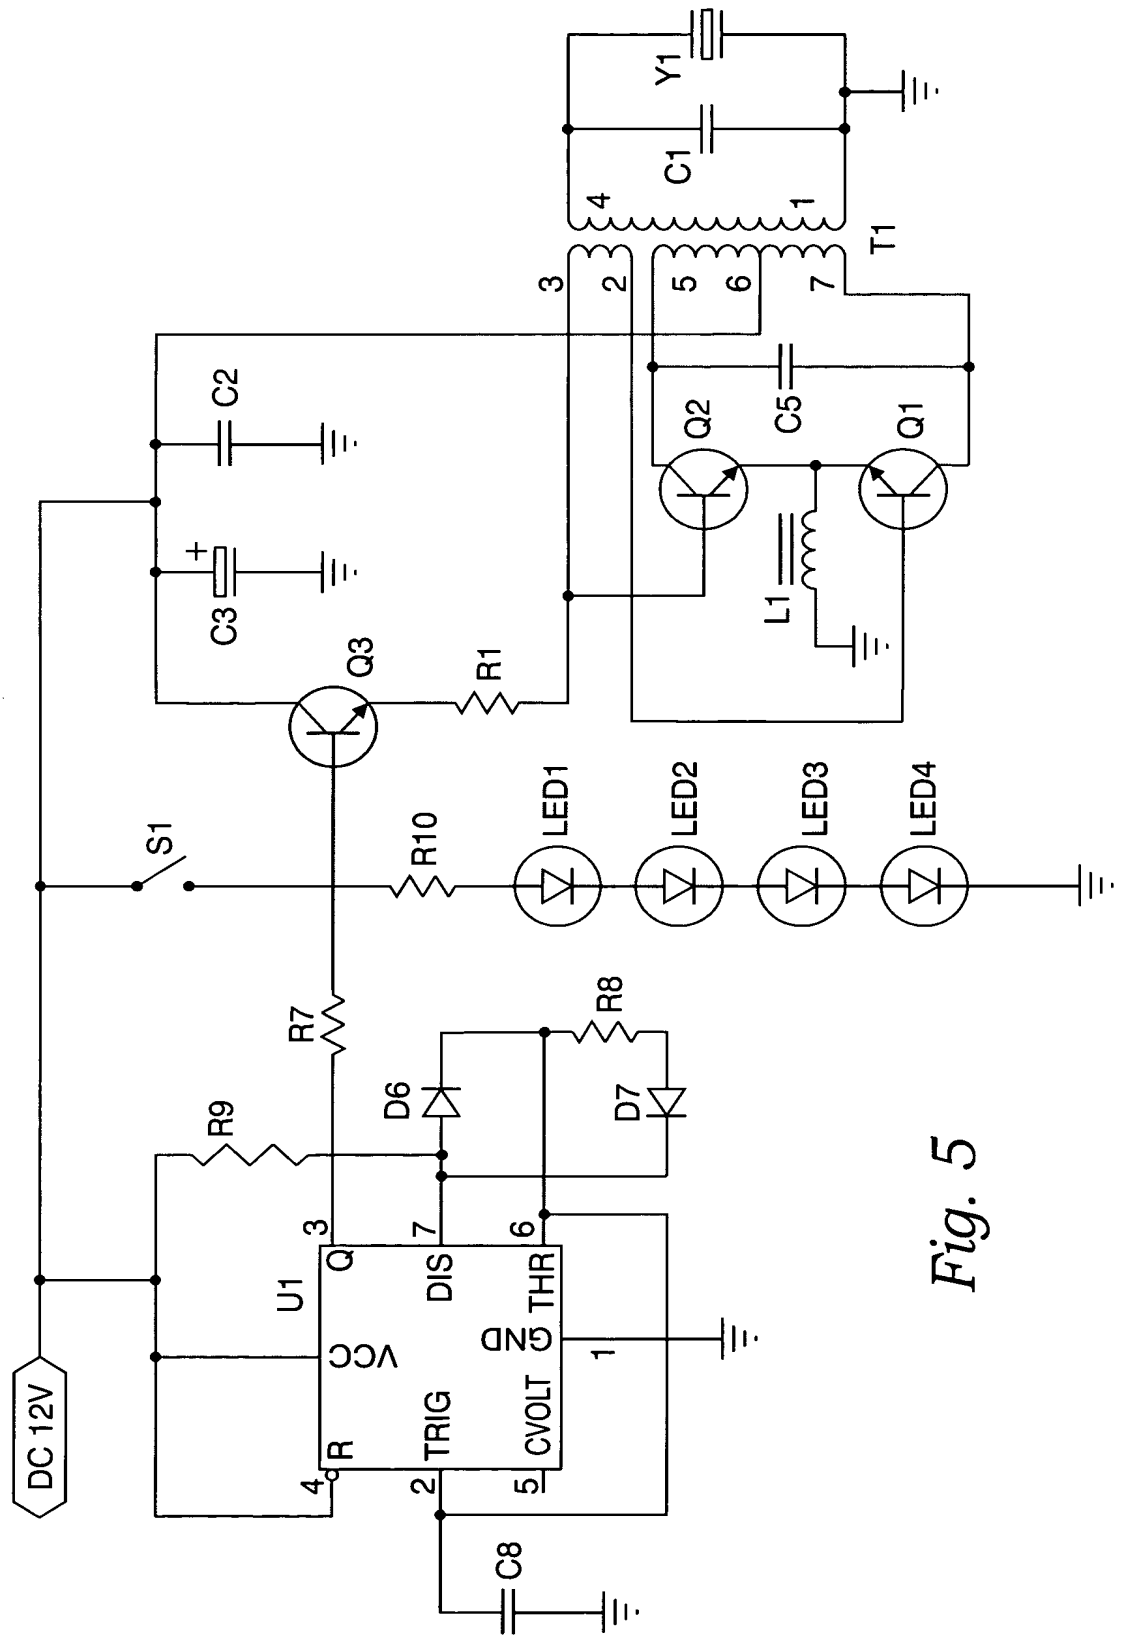 DC 12V
S1
C3
+
C2
Q3
R1
R10
R7
R9
U1
4
R
VCC
3
Q
2
TRIG
7
DIS
5
CVOLT
GND
1
6
THR
C8
D6
D7
R8
LED1
LED2
LED3
LED4
3
2
5
6
7
4
1
T1
C1
Y1
Q2
C5
Q1
L1
Fig. 5